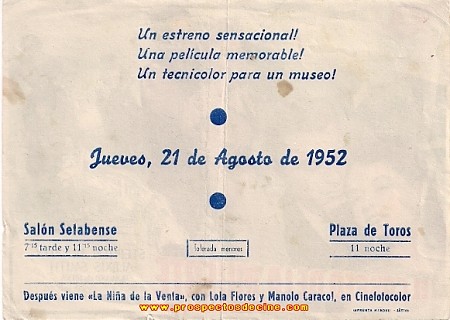 Un estreno sensacional!
Una película memorable!
Un tecnicolor para un museo!
Jueves, 21 de Agosto de 1952
Salón Setabense
7'15 tarde y 11'15 noche
Tolerada menores
Plaza de Toros
11 noche
Después viene «La Niña de la Venta», con Lola Flores y Manolo Caracol, en Cinefotocolor
IMPRENTA - JÁTIVA
www.prospectosdecine.com